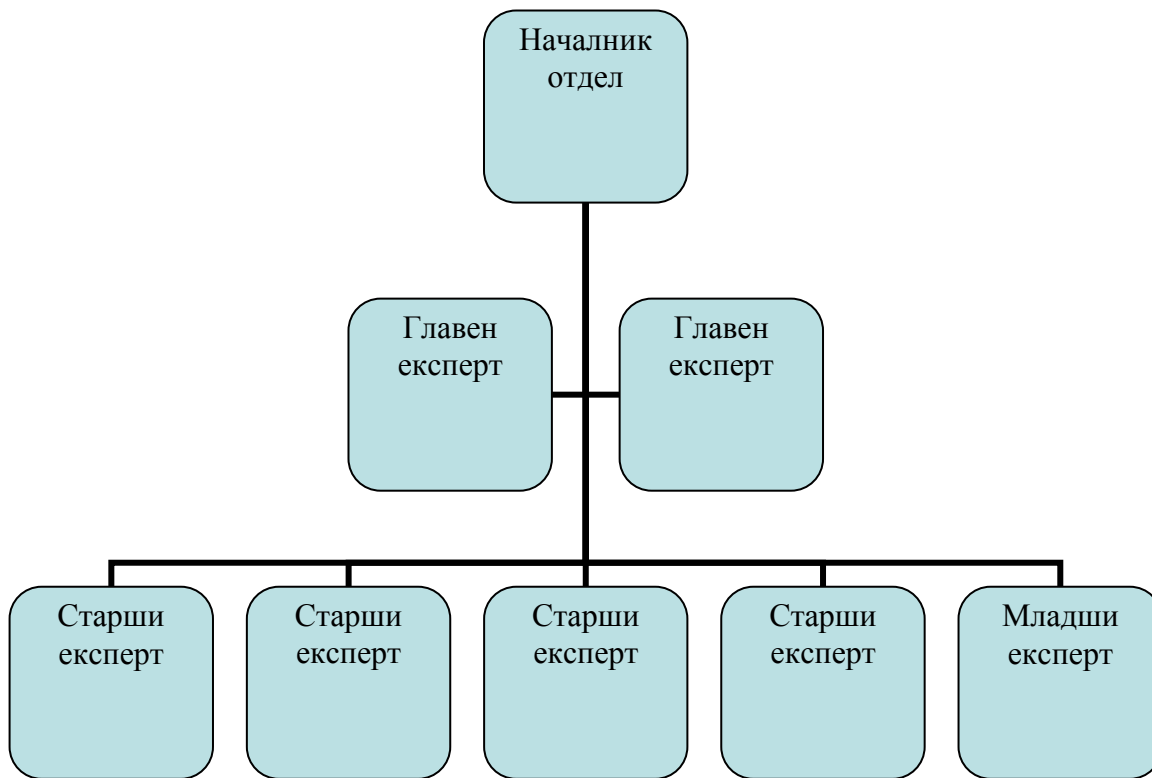 Началник
отдел
Главен
експерт
Главен
експерт
Старши
експерт
Старши
експерт
Старши
експерт
Старши
експерт
Младши
експерт